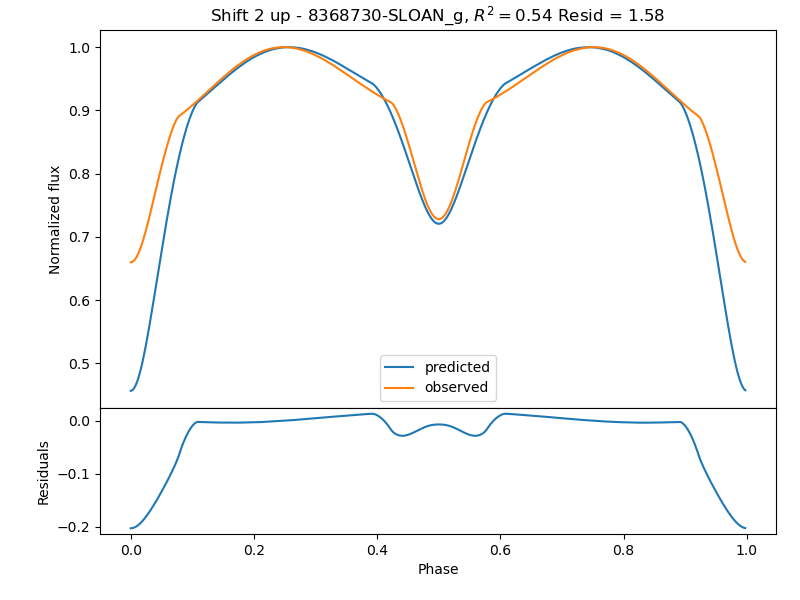 Shift 2 up - 8368730-SLOAN_g, R² = 0.54 Resid = 1.58
1.0
0.9
0.8
0.7
0.6
0.5
Normalized flux
predicted
observed
0.0
−0.1
−0.2
Residuals
0.0 0.2 0.4 0.6 0.8 1.0
Phase